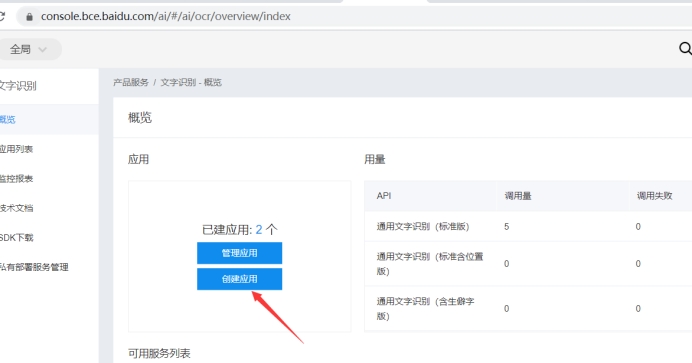 console.bce.baidu.com/ai/#/ai/ocr/overview/index
全局
文字识别
产品服务 / 文字识别 - 概览
概览
概览
应用列表
监控报表
技术文档
SDK下载
私有部署服务管理
应用
已建应用: 2 个
管理应用
创建应用
用量
API 调用量 调用失败
通用文字识别（标准版） 5 0
通用文字识别（标准含位置版） 0 0
通用文字识别（含生僻字版） 0 0
可用服务列表